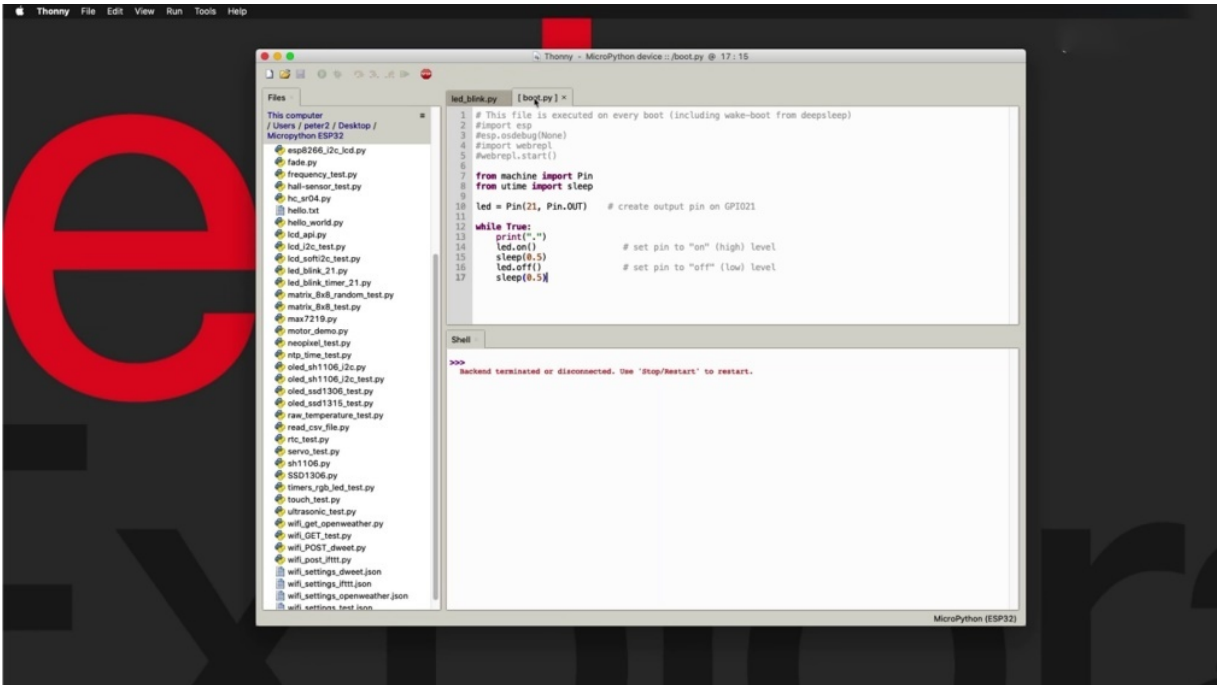 Thonny File Edit View Run Tools Help
Thonny - MicroPython device :: /boot.py @ 17 : 15
Files
This computer
/ Users / peter2 / Desktop /
Micropython ESP32
esp8266_i2c_lcd.py
fade.py
frequency_test.py
hall-sensor_test.py
hc_sr04.py
hello.txt
hello_world.py
lcd_api.py
lcd_i2c_test.py
lcd_softi2c_test.py
led_blink_21.py
led_blink_timer_21.py
matrix_8x8_random_test.py
matrix_8x8_test.py
max7219.py
motor_demo.py
neopixel_test.py
ntp_time_test.py
oled_sh1106_i2c.py
oled_sh1106_i2c_test.py
oled_ssd1306_test.py
oled_ssd1315_test.py
raw_temperature_test.py
read_csv_file.py
rtc_test.py
servo_test.py
sh1106.py
SSD1306.py
timers_rgb_led_test.py
touch_test.py
ultrasonic_test.py
wifi_get_openweather.py
wifi_GET_test.py
wifi_POST_dweet.py
wifi_post_ifttt.py
wifi_settings_dweet.json
wifi_settings_ifttt.json
wifi_settings_openweather.json
wifi_settings_test.json
led_blink.py [ boot.py ] ×
1 # This file is executed on every boot (including wake-boot from deepsleep)
2 #import esp
3 #esp.osdebug(None)
4 #import webrepl
5 #webrepl.start()
6
7 from machine import Pin
8 from utime import sleep
9
10 led = Pin(21, Pin.OUT) # create output pin on GPIO21
11
12 while True:
13 print(".")
14 led.on() # set pin to "on" (high) level
15 sleep(0.5)
16 led.off() # set pin to "off" (low) level
17 sleep(0.5)
Shell
>>>
Backend terminated or disconnected. Use 'Stop/Restart' to restart.
MicroPython (ESP32)